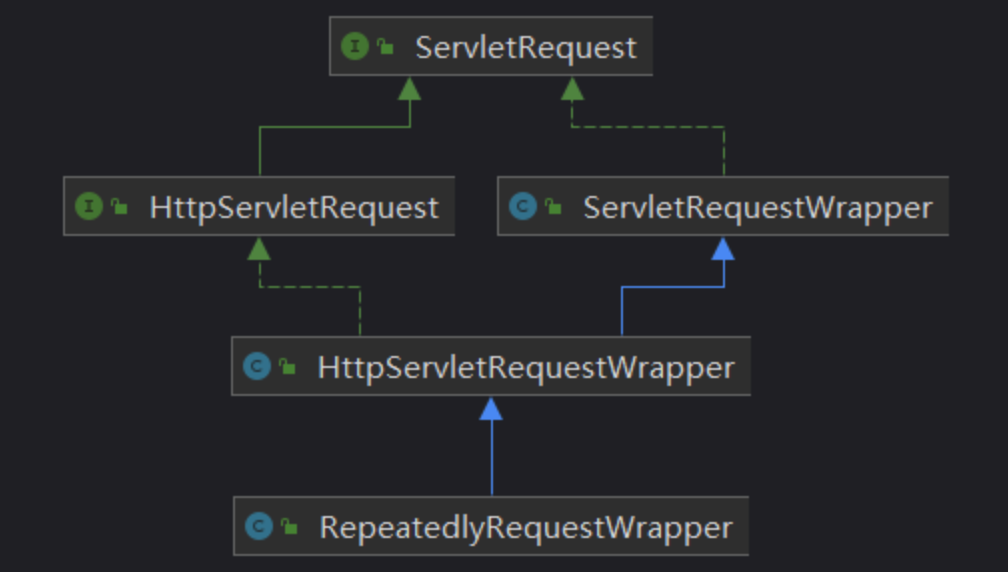 I ServletRequest
I HttpServletRequest
C ServletRequestWrapper
C HttpServletRequestWrapper
C RepeatedlyRequestWrapper